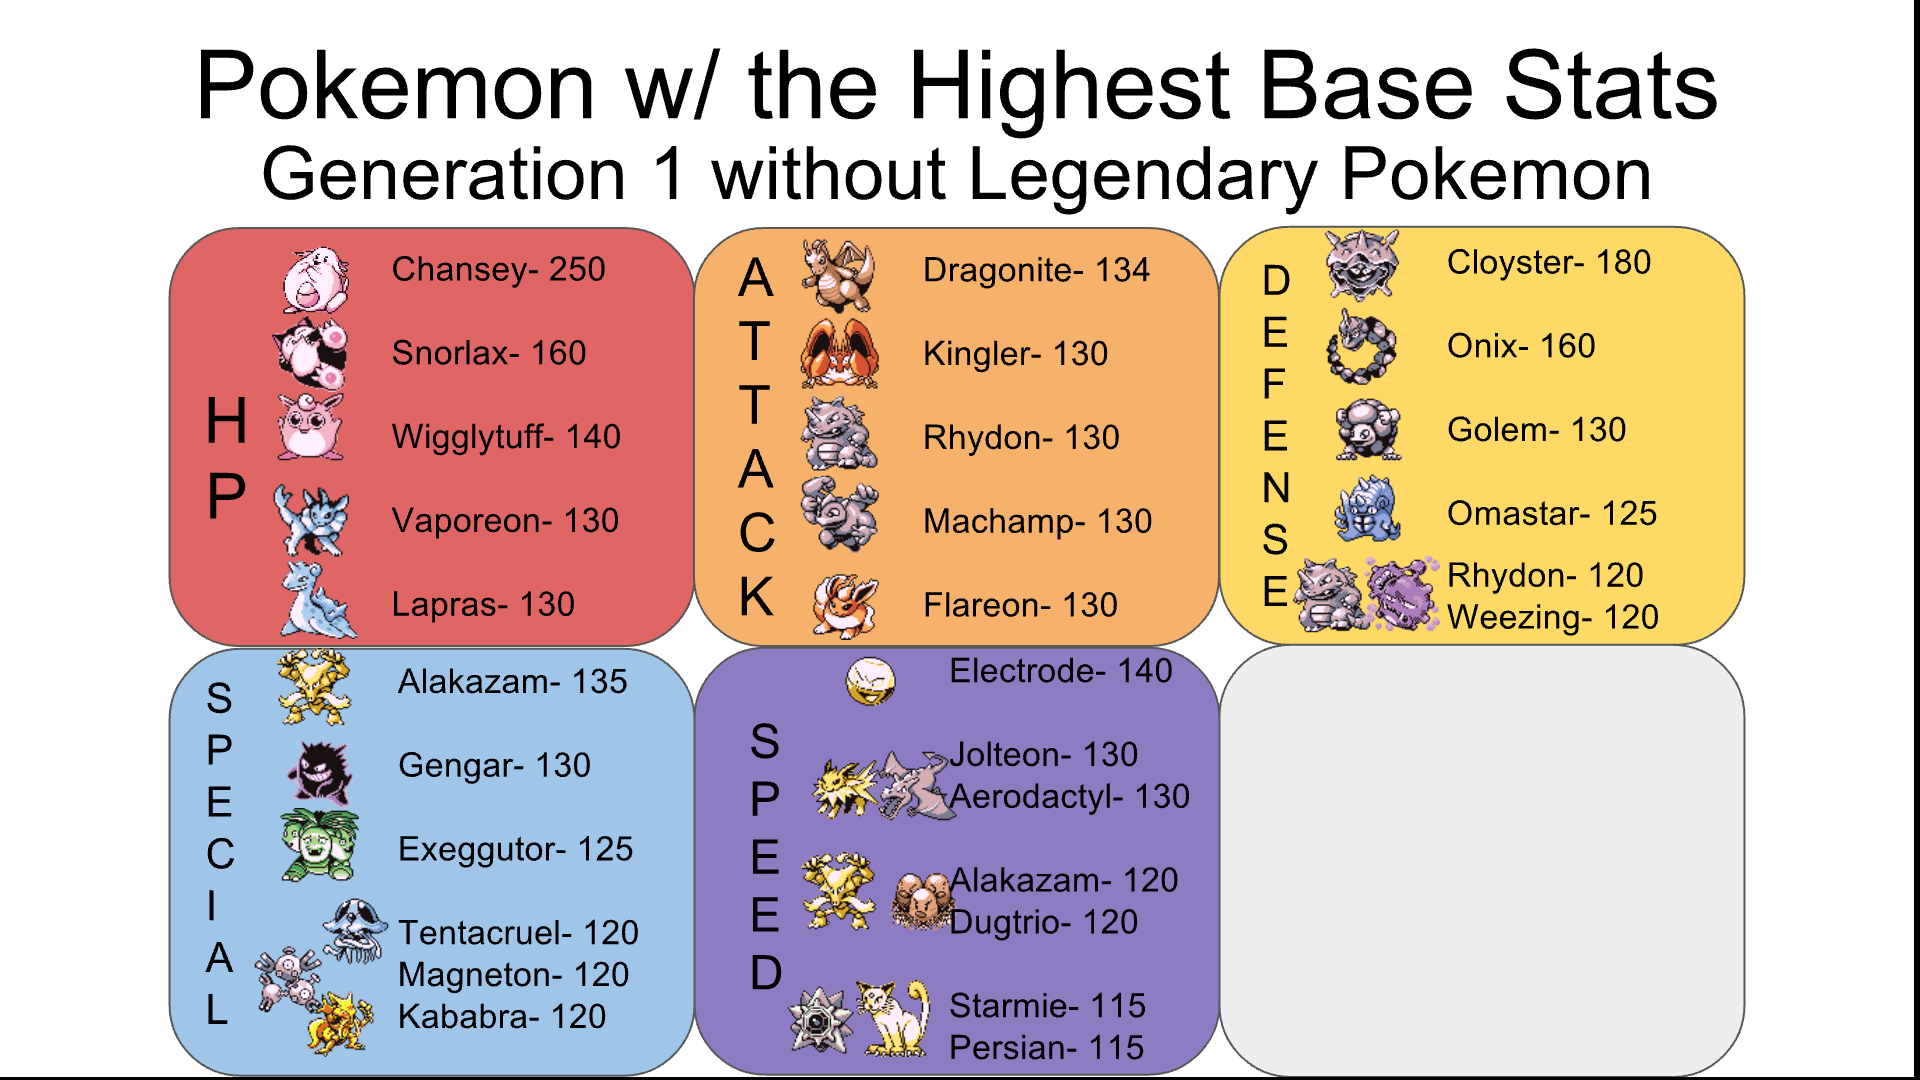 Pokemon w/ the Highest Base Stats
Generation 1 without Legendary Pokemon
HP
Chansey- 250
Snorlax- 160
Wigglytuff- 140
Vaporeon- 130
Lapras- 130
ATTACK
Dragonite- 134
Kingler- 130
Rhydon- 130
Machamp- 130
Flareon- 130
DEFENSE
Cloyster- 180
Onix- 160
Golem- 130
Omastar- 125
Rhydon- 120
Weezing- 120
SPECIAL
Alakazam- 135
Gengar- 130
Exeggutor- 125
Tentacruel- 120
Magneton- 120
Kababra- 120
SPEED
Electrode- 140
Jolteon- 130
Aerodactyl- 130
Alakazam- 120
Dugtrio- 120
Starmie- 115
Persian- 115